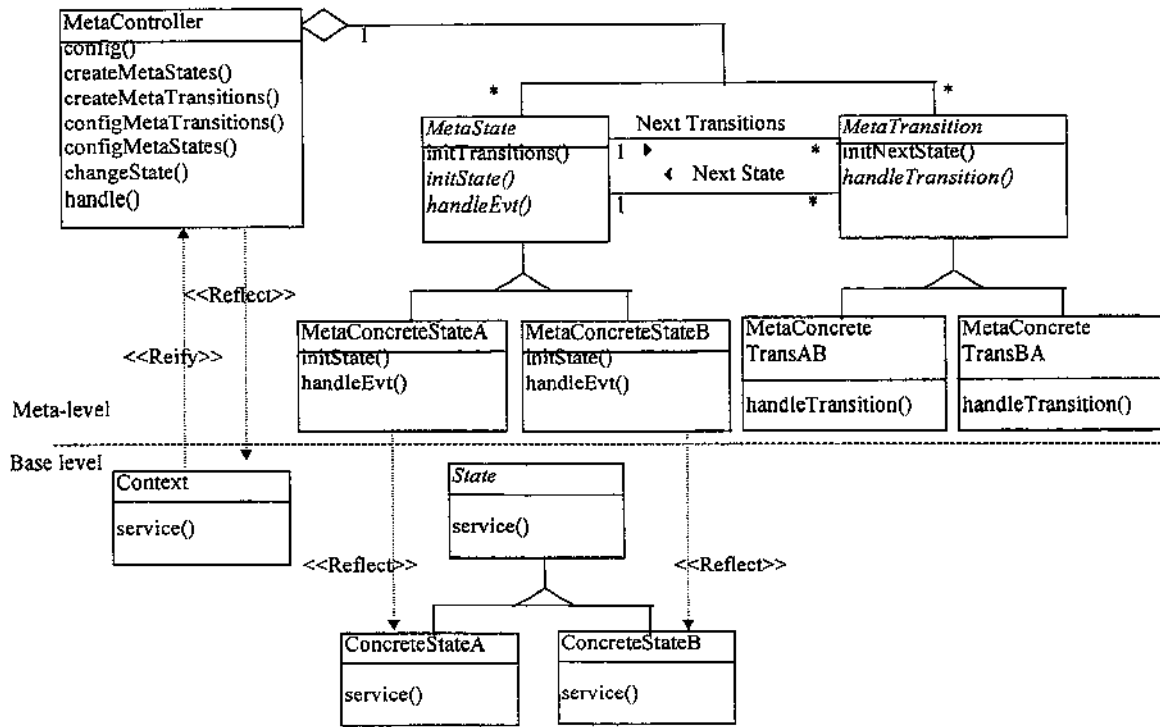 MetaController
config()
createMetaStates()
createMetaTransitions()
configMetaTransitions()
configMetaStates()
changeState()
handle()
1
*
*
MetaState
initTransitions()
initState()
handleEvt()
Next Transitions
1
*
Next State
1
*
MetaTransition
initNextState()
handleTransition()
<<Reflect>>
<<Reify>>
MetaConcreteStateA
initState()
handleEvt()
MetaConcreteStateB
initState()
handleEvt()
MetaConcrete
TransAB
handleTransition()
MetaConcrete
TransBA
handleTransition()
Meta-level
Base level
Context
service()
State
service()
<<Reflect>>
<<Reflect>>
ConcreteStateA
service()
ConcreteStateB
service()